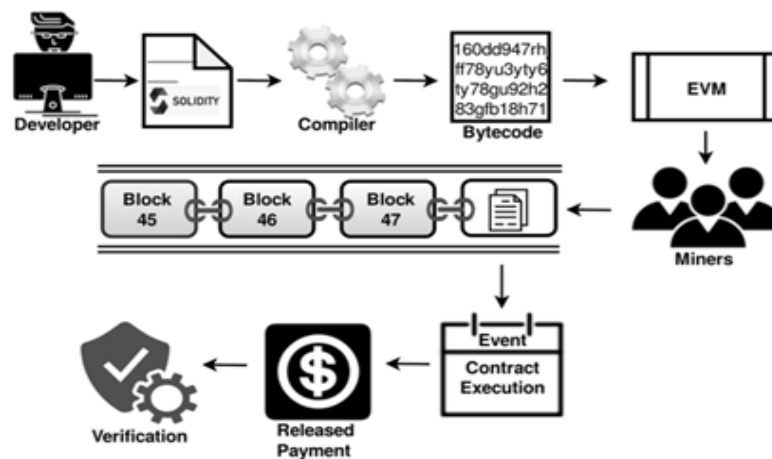 Developer
SOLIDITY
Compiler
160dd947rh
ff78yu3yty6
ty78gu92h2
83gfb18h71
Bytecode
EVM
Block
45
Block
46
Block
47
Miners
Event
Contract
Execution
Released
Payment
Verification